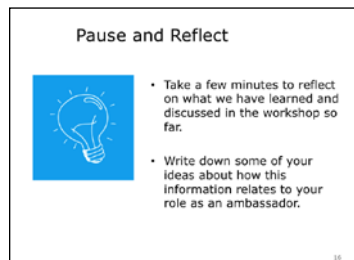 Pause and Reflect
• Take a few minutes to reflect
on what we have learned and
discussed in the workshop so
far.
• Write down some of your
ideas about how this
information relates to your
role as an ambassador.
16